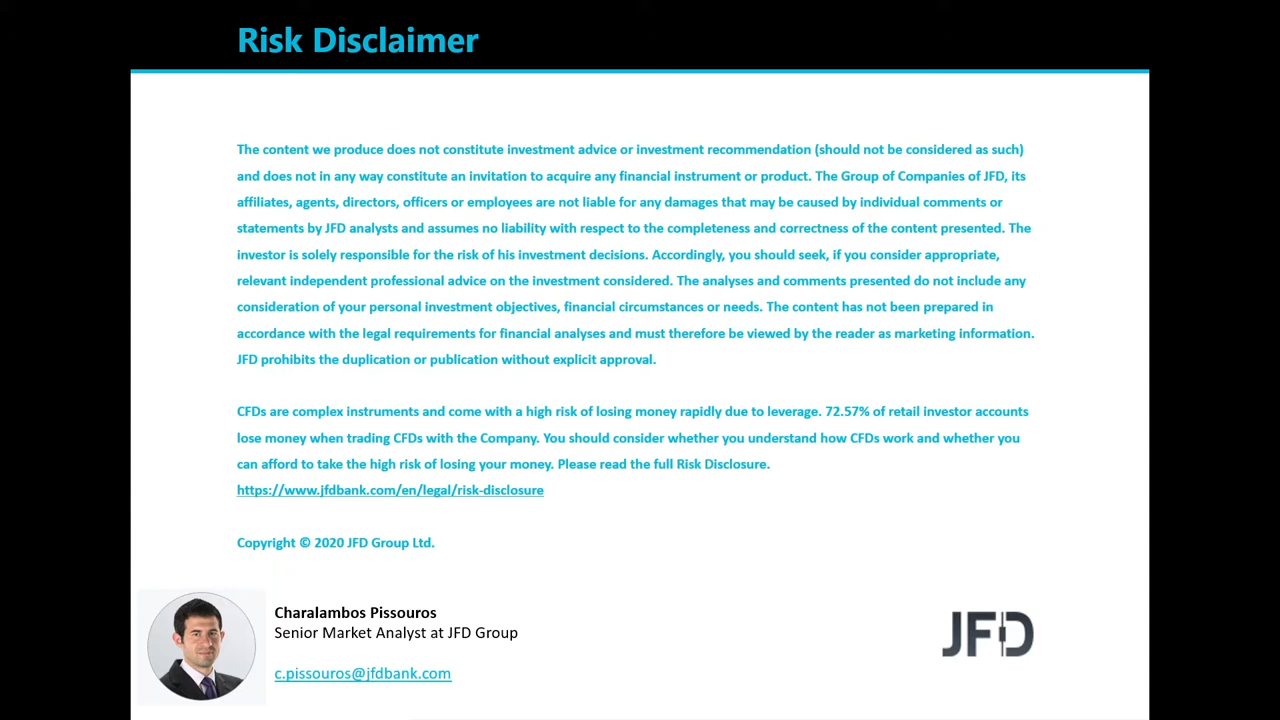 Risk Disclaimer
The content we produce does not constitute investment advice or investment recommendation (should not be considered as such)
and does not in any way constitute an invitation to acquire any financial instrument or product. The Group of Companies of JFD, its
affiliates, agents, directors, officers or employees are not liable for any damages that may be caused by individual comments or
statements by JFD analysts and assumes no liability with respect to the completeness and correctness of the content presented. The
investor is solely responsible for the risk of his investment decisions. Accordingly, you should seek, if you consider appropriate,
relevant independent professional advice on the investment considered. The analyses and comments presented do not include any
consideration of your personal investment objectives, financial circumstances or needs. The content has not been prepared in
accordance with the legal requirements for financial analyses and must therefore be viewed by the reader as marketing information.
JFD prohibits the duplication or publication without explicit approval.
CFDs are complex instruments and come with a high risk of losing money rapidly due to leverage. 72.57% of retail investor accounts
lose money when trading CFDs with the Company. You should consider whether you understand how CFDs work and whether you
can afford to take the high risk of losing your money. Please read the full Risk Disclosure.
https://www.jfdbank.com/en/legal/risk-disclosure
Copyright © 2020 JFD Group Ltd.
Charalambos Pissouros
Senior Market Analyst at JFD Group
c.pissouros@jfdbank.com
JFD